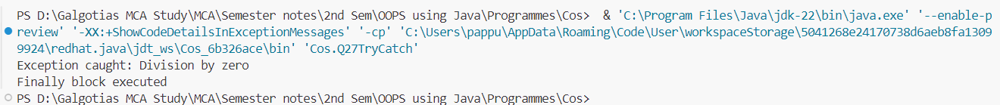 PS D:\Galgotias MCA Study\MCA\Semester notes\2nd Sem\OOPS using Java\Programmes\Cos>  & 'C:\Program Files\Java\jdk-22\bin\java.exe' '--enable-p
review' '-XX:+ShowCodeDetailsInExceptionMessages' '-cp' 'C:\Users\pappu\AppData\Roaming\Code\User\workspaceStorage\5041268e24170738d6aeb8fa1309
9924\redhat.java\jdt_ws\Cos_6b326ace\bin' 'Cos.Q27TryCatch'
Exception caught: Division by zero
Finally block executed
PS D:\Galgotias MCA Study\MCA\Semester notes\2nd Sem\OOPS using Java\Programmes\Cos>